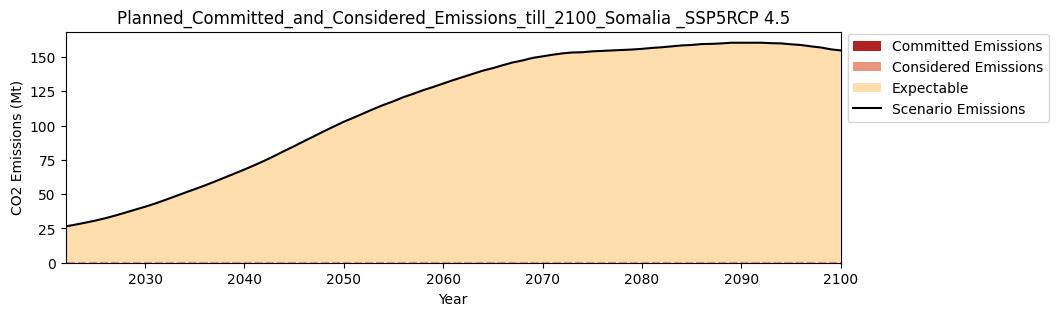 Planned_Committed_and_Considered_Emissions_till_2100_Somalia _SSP5RCP 4.5
CO2 Emissions (Mt)
150
125
100
75
50
25
0
2030 2040 2050 2060 2070 2080 2090 2100
Year
Committed Emissions
Considered Emissions
Expectable
Scenario Emissions